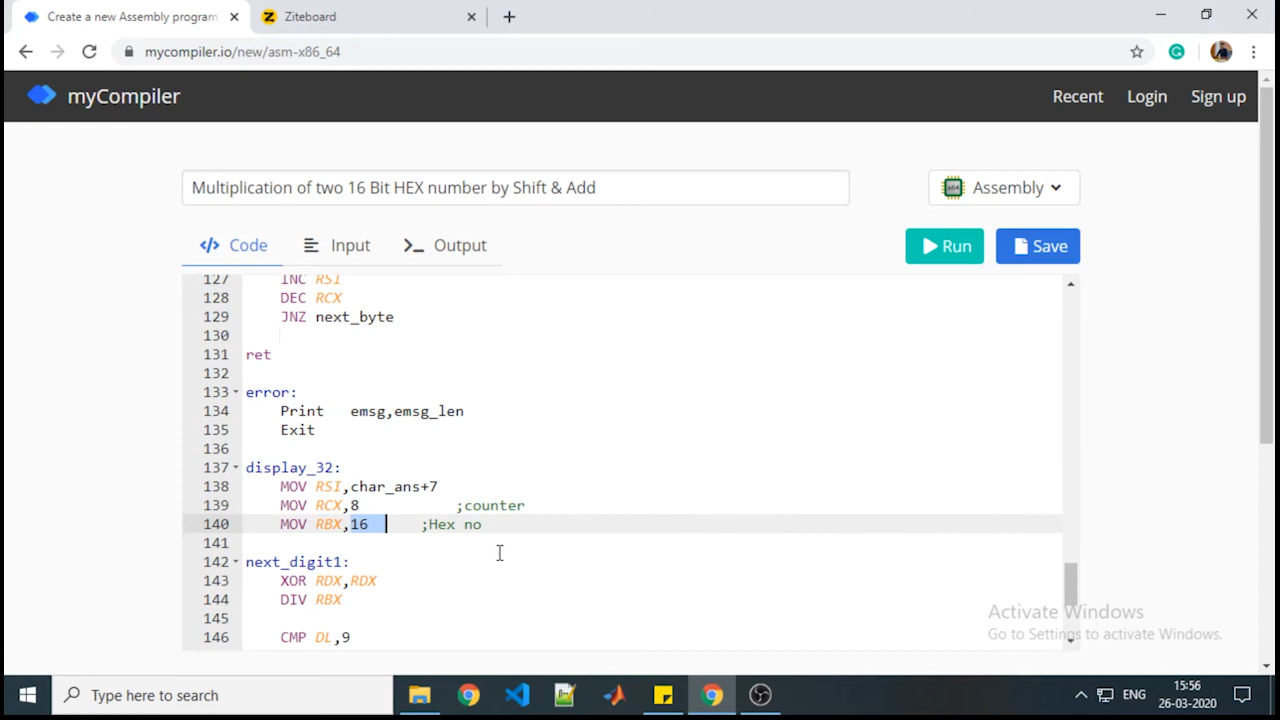 Create a new Assembly program
Ziteboard
mycompiler.io/new/asm-x86_64
myCompiler
Recent
Login
Sign up
Multiplication of two 16 Bit HEX number by Shift & Add
x64
Assembly
</> Code
Input
>_ Output
Run
Save
127 INC RSI
128 DEC RCX
129 JNZ next_byte
130
131 ret
132
133 error:
134 Print emsg,emsg_len
135 Exit
136
137 display_32:
138 MOV RSI,char_ans+7
139 MOV RCX,8 ;counter
140 MOV RBX,16 ;Hex no
141
142 next_digit1:
143 XOR RDX,RDX
144 DIV RBX
145
146 CMP DL,9
Activate Windows
Go to Settings to activate Windows.
Type here to search
ENG
15:56
26-03-2020